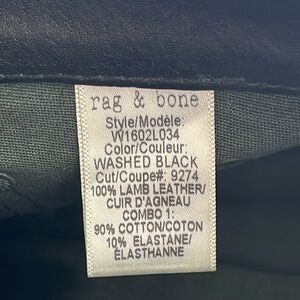 rag & bone
Style/Modèle:
W1602L034
Color/Couleur:
WASHED BLACK
Cut/Coupe#: 9274
100% LAMB LEATHER/
CUIR D'AGNEAU
COMBO 1:
90% COTTON/COTON
10% ELASTANE/
ÉLASTHANNE